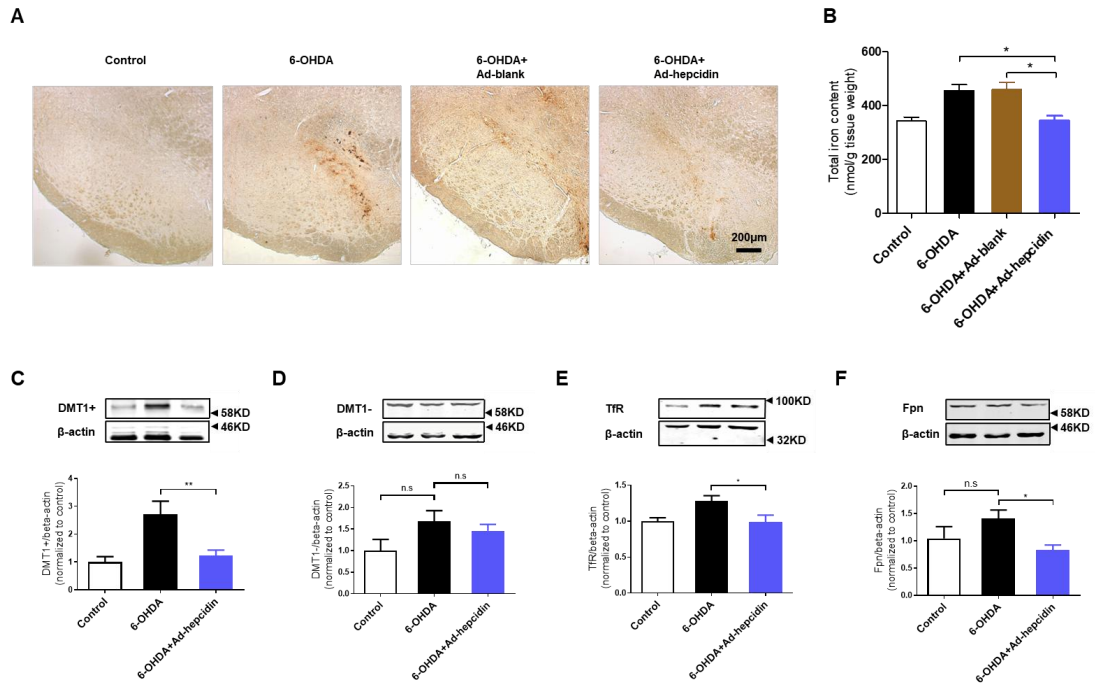 A
Control
6-OHDA
6-OHDA+
Ad-blank
6-OHDA+
Ad-hepcidin
200μm
B
Total iron content
(nmol/g tissue weight)
600
400
200
0
*
*
Control
6-OHDA
6-OHDA+Ad-blank
6-OHDA+Ad-hepcidin
C
DMT1+
58KD
β-actin
46KD
DMT1+/beta-actin
(normalized to control)
4
3
2
1
0
**
Control
6-OHDA
6-OHDA+Ad-hepcidin
D
DMT1-
58KD
β-actin
46KD
DMT1-/beta-actin
(normalized to control)
2.5
2.0
1.5
1.0
0.5
0.0
n.s
n.s
Control
6-OHDA
6-OHDA+Ad-hepcidin
E
TfR
100KD
β-actin
32KD
TfR/beta-actin
(normalized to control)
1.5
1.0
0.5
0.0
*
Control
6-OHDA
6-OHDA+Ad-hepcidin
F
Fpn
58KD
β-actin
46KD
Fpn/beta-actin
(normalized to control)
2.0
1.5
1.0
0.5
0.0
n.s
*
Control
6-OHDA
6-OHDA+Ad-hepcidin